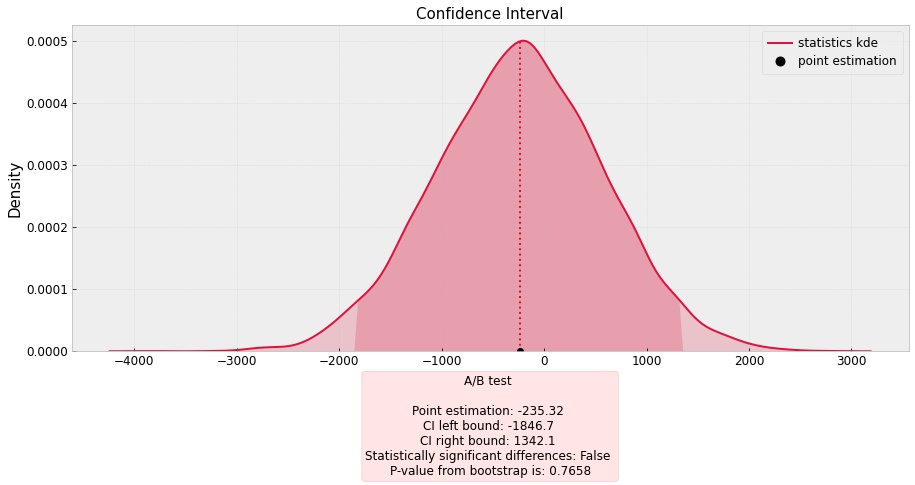 Confidence Interval
statistics kde
point estimation
Density
0.0005
0.0004
0.0003
0.0002
0.0001
0.0000
−4000 −3000 −2000 −1000 0 1000 2000 3000
A/B test
Point estimation: -235.32
CI left bound: -1846.7
CI right bound: 1342.1
Statistically significant differences: False
P-value from bootstrap is: 0.7658